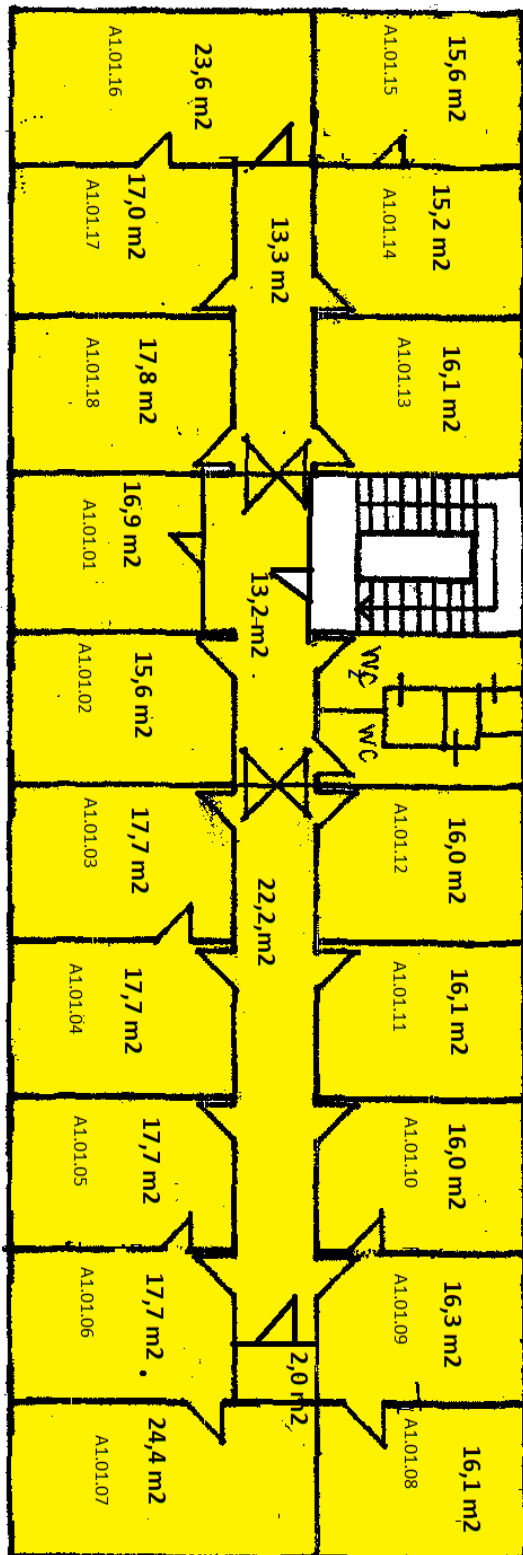 15,6 m2
A1.01.15
23,6 m2
A1.01.16
15,2 m2
A1.01.14
13,3 m2
17,0 m2
A1.01.17
16,1 m2
A1.01.13
17,8 m2
A1.01.18
16,9 m2
A1.01.01
13,2 m2
WC
WC
15,6 m2
A1.01.02
16,0 m2
A1.01.12
22,2,m2
17,7 m2
A1.01.03
16,1 m2
A1.01.11
17,7 m2
A1.01.04
16,0 m2
A1.01.10
17,7 m2
A1.01.05
16,3 m2
A1.01.09
2,0 m2
17,7 m2
A1.01.06
16,1 m2
A1.01.08
24,4 m2
A1.01.07